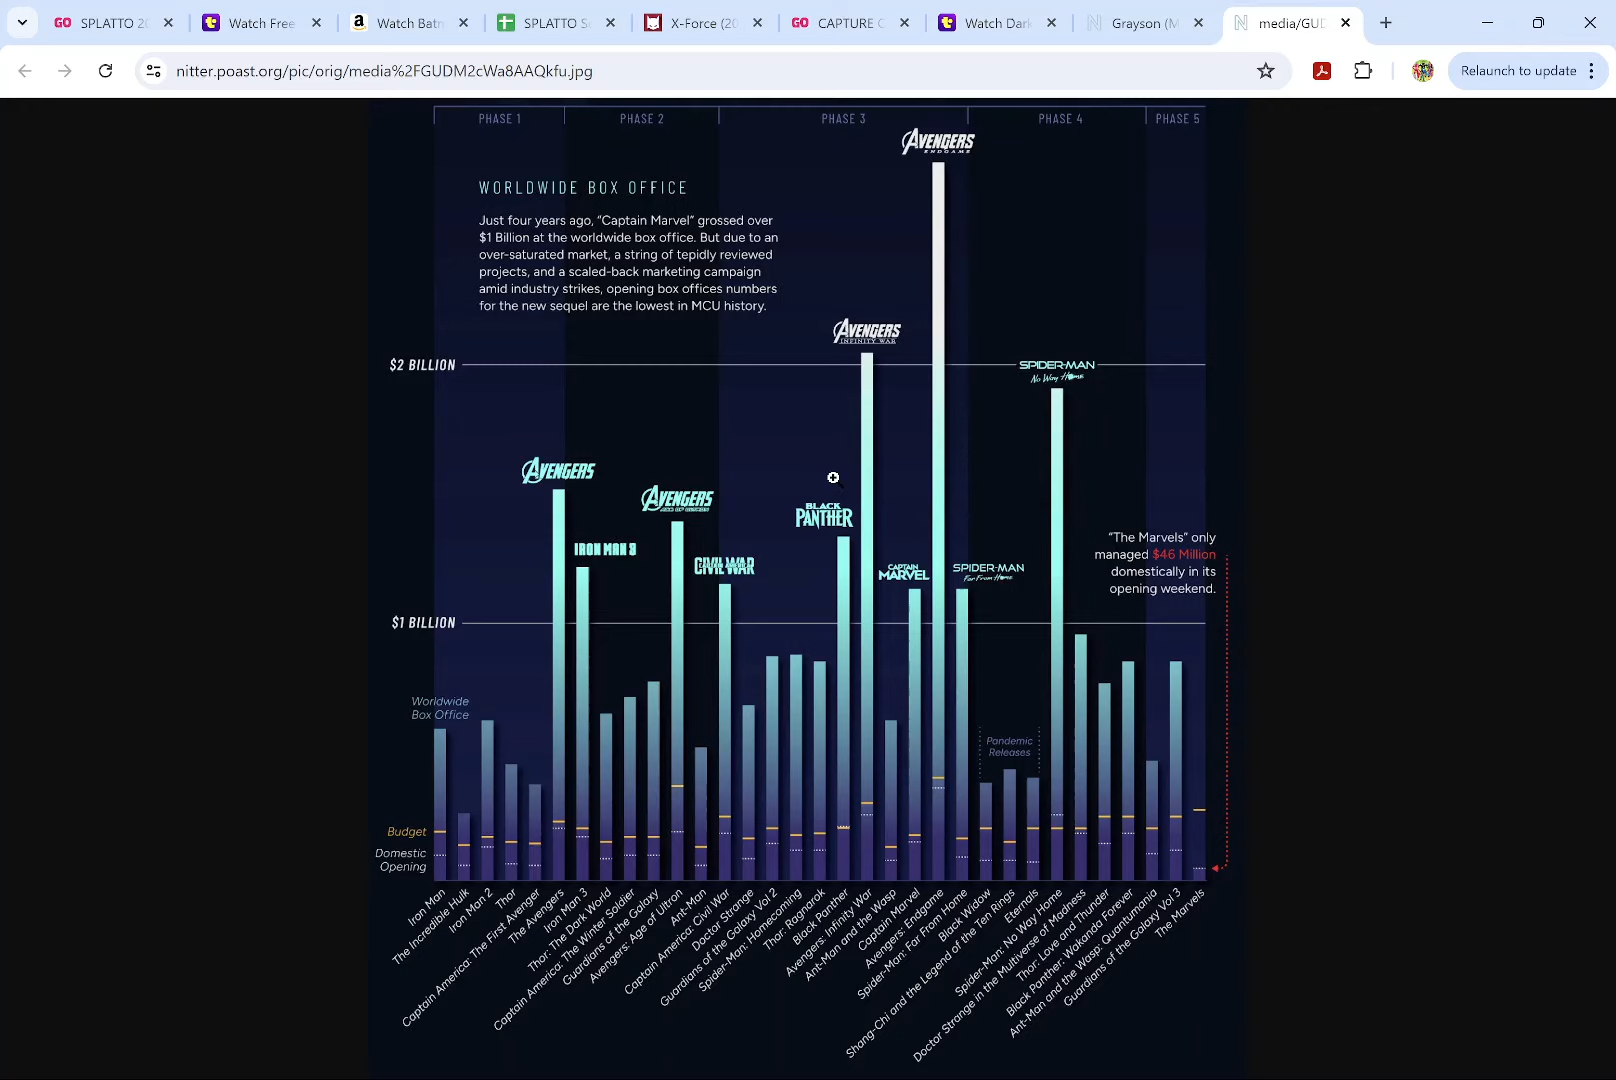 SPLATTO 20
Watch Free
Watch Batm
SPLATTO So
X-Force (20
CAPTURE C
Watch Dark
Grayson (M
media/GUD
nitter.poast.org/pic/orig/media%2FGUDM2cWa8AAQkfu.jpg
Relaunch to update
PHASE 1
PHASE 2
PHASE 3
PHASE 4
PHASE 5
AVENGERS
ENDGAME
WORLDWIDE BOX OFFICE
Just four years ago, “Captain Marvel” grossed over
$1 Billion at the worldwide box office. But due to an
over-saturated market, a string of tepidly reviewed
projects, and a scaled-back marketing campaign
amid industry strikes, opening box offices numbers
for the new sequel are the lowest in MCU history.
AVENGERS
INFINITY WAR
$2 BILLION
SPIDER-MAN
No Way Home
AVENGERS
AVENGERS
AGE OF ULTRON
BLACK
PANTHER
IRON MAN 3
CIVIL WAR
CAPTAIN
MARVEL
SPIDER-MAN
Far From Home
“The Marvels” only
managed $46 Million
domestically in its
opening weekend.
$1 BILLION
Worldwide
Box Office
Pandemic
Releases
Budget
Domestic
Opening
Iron Man
The Incredible Hulk
Iron Man 2
Thor
Captain America: The First Avenger
The Avengers
Iron Man 3
Thor: The Dark World
Captain America: The Winter Soldier
Guardians of the Galaxy
Avengers: Age of Ultron
Ant-Man
Captain America: Civil War
Doctor Strange
Guardians of the Galaxy Vol 2
Spider-Man: Homecoming
Thor: Ragnarok
Black Panther
Avengers: Infinity War
Ant-Man and the Wasp
Captain Marvel
Avengers: Endgame
Spider-Man: Far From Home
Black Widow
Shang-Chi and the Legend of the Ten Rings
Eternals
Spider-Man: No Way Home
Doctor Strange in the Multiverse of Madness
Thor: Love and Thunder
Black Panther: Wakanda Forever
Ant-Man and the Wasp: Quantumania
Guardians of the Galaxy Vol 3
The Marvels